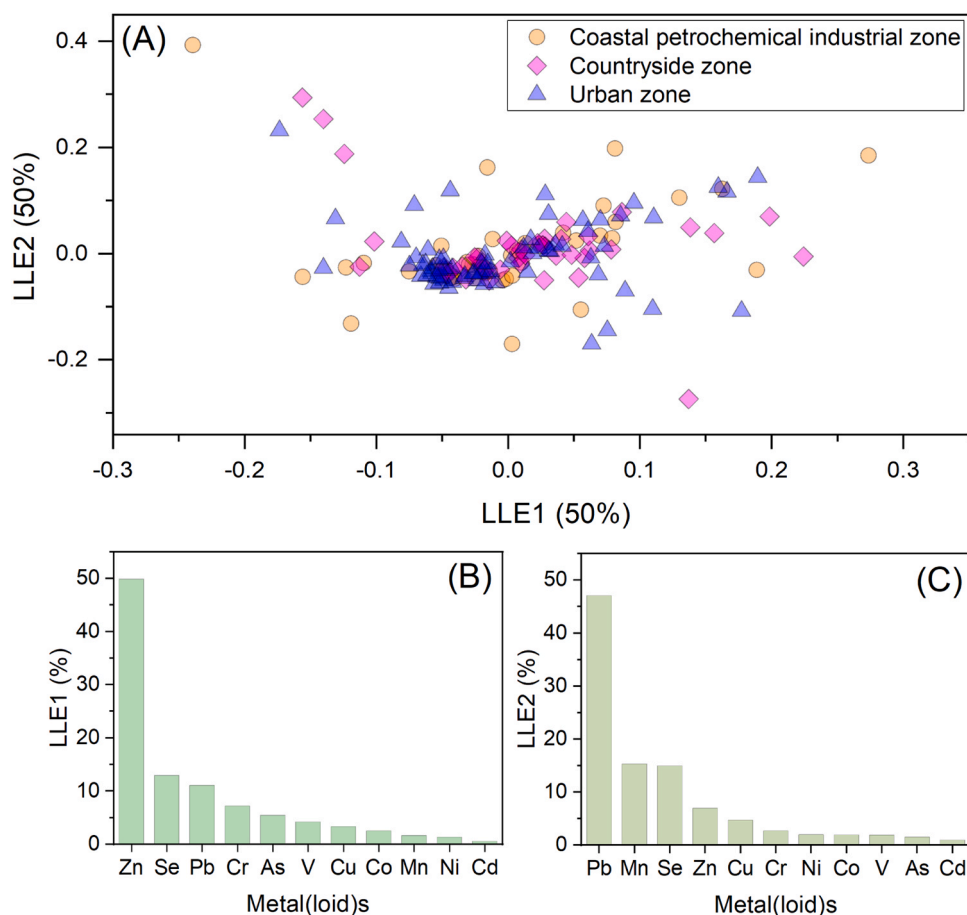 (A)
Coastal petrochemical industrial zone
Countryside zone
Urban zone
0.4
0.2
0.0
-0.2
LLE2 (50%)
-0.3 -0.2 -0.1 0.0 0.1 0.2 0.3
LLE1 (50%)
(B)
50
40
30
20
10
0
LLE1 (%)
Zn Se Pb Cr As V Cu Co Mn Ni Cd
Metal(loid)s
(C)
50
40
30
20
10
0
LLE2 (%)
Pb Mn Se Zn Cu Cr Ni Co V As Cd
Metal(loid)s